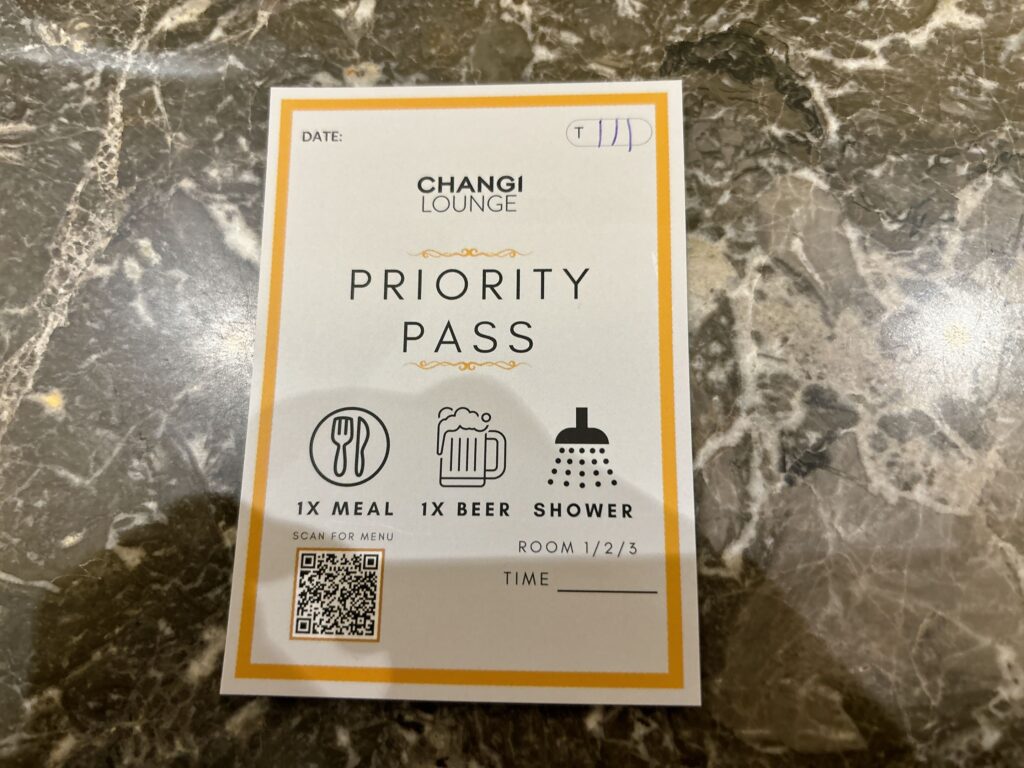 DATE:
T 111
CHANGI
LOUNGE
PRIORITY
PASS
1X MEAL
1X BEER
SHOWER
SCAN FOR MENU
ROOM 1/2/3
TIME